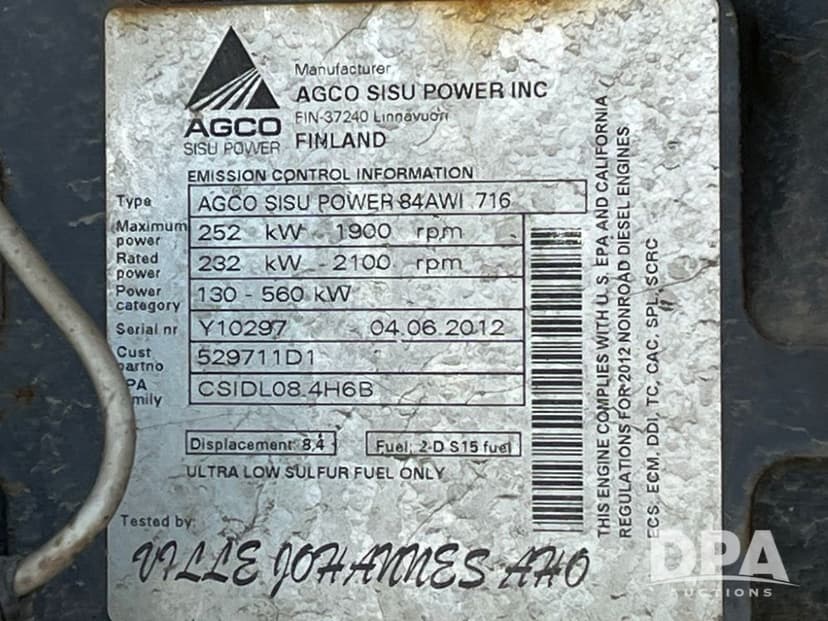 AGCO
SISU POWER
Manufacturer
AGCO SISU POWER INC
FIN-37240 Linnavuori
FINLAND
EMISSION CONTROL INFORMATION
Type AGCO SISU POWER 84AWI 716
Maximum power 252 kW - 1900 rpm
Rated power 232 kW - 2100 rpm
Power category 130 - 560 kW
Serial nr Y10297 04.06.2012
Cust partno 529711D1
PA mily CSIDL08.4H6B
Displacement: 8,4 Fuel: 2-D S15 fuel
ULTRA LOW SULFUR FUEL ONLY
Tested by:
VILLE JOHANNES AHO
THIS ENGINE COMPLIES WITH U.S. EPA AND CALIFORNIA
REGULATIONS FOR 2012 NONROAD DIESEL ENGINES
ECS, ECM, DDI, TC, CAC, SPL, SCRC
DPA
AUCTIONS